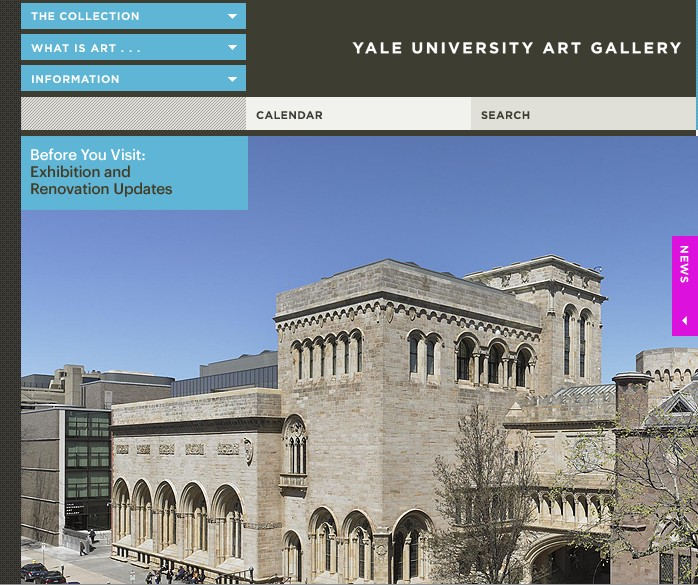 THE COLLECTION
WHAT IS ART . . .
INFORMATION
YALE UNIVERSITY ART GALLERY
CALENDAR
SEARCH
Before You Visit:
Exhibition and
Renovation Updates
NEWS